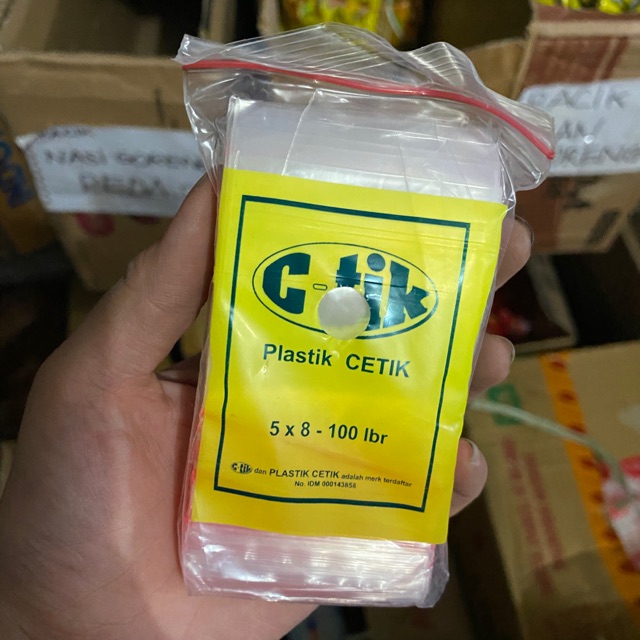 NASI GORENG
C-tik
Plastik CETIK
5 x 8 - 100 lbr
C-tik dan PLASTIK CETIK adalah merk terdaftar
No. IDM 000143858